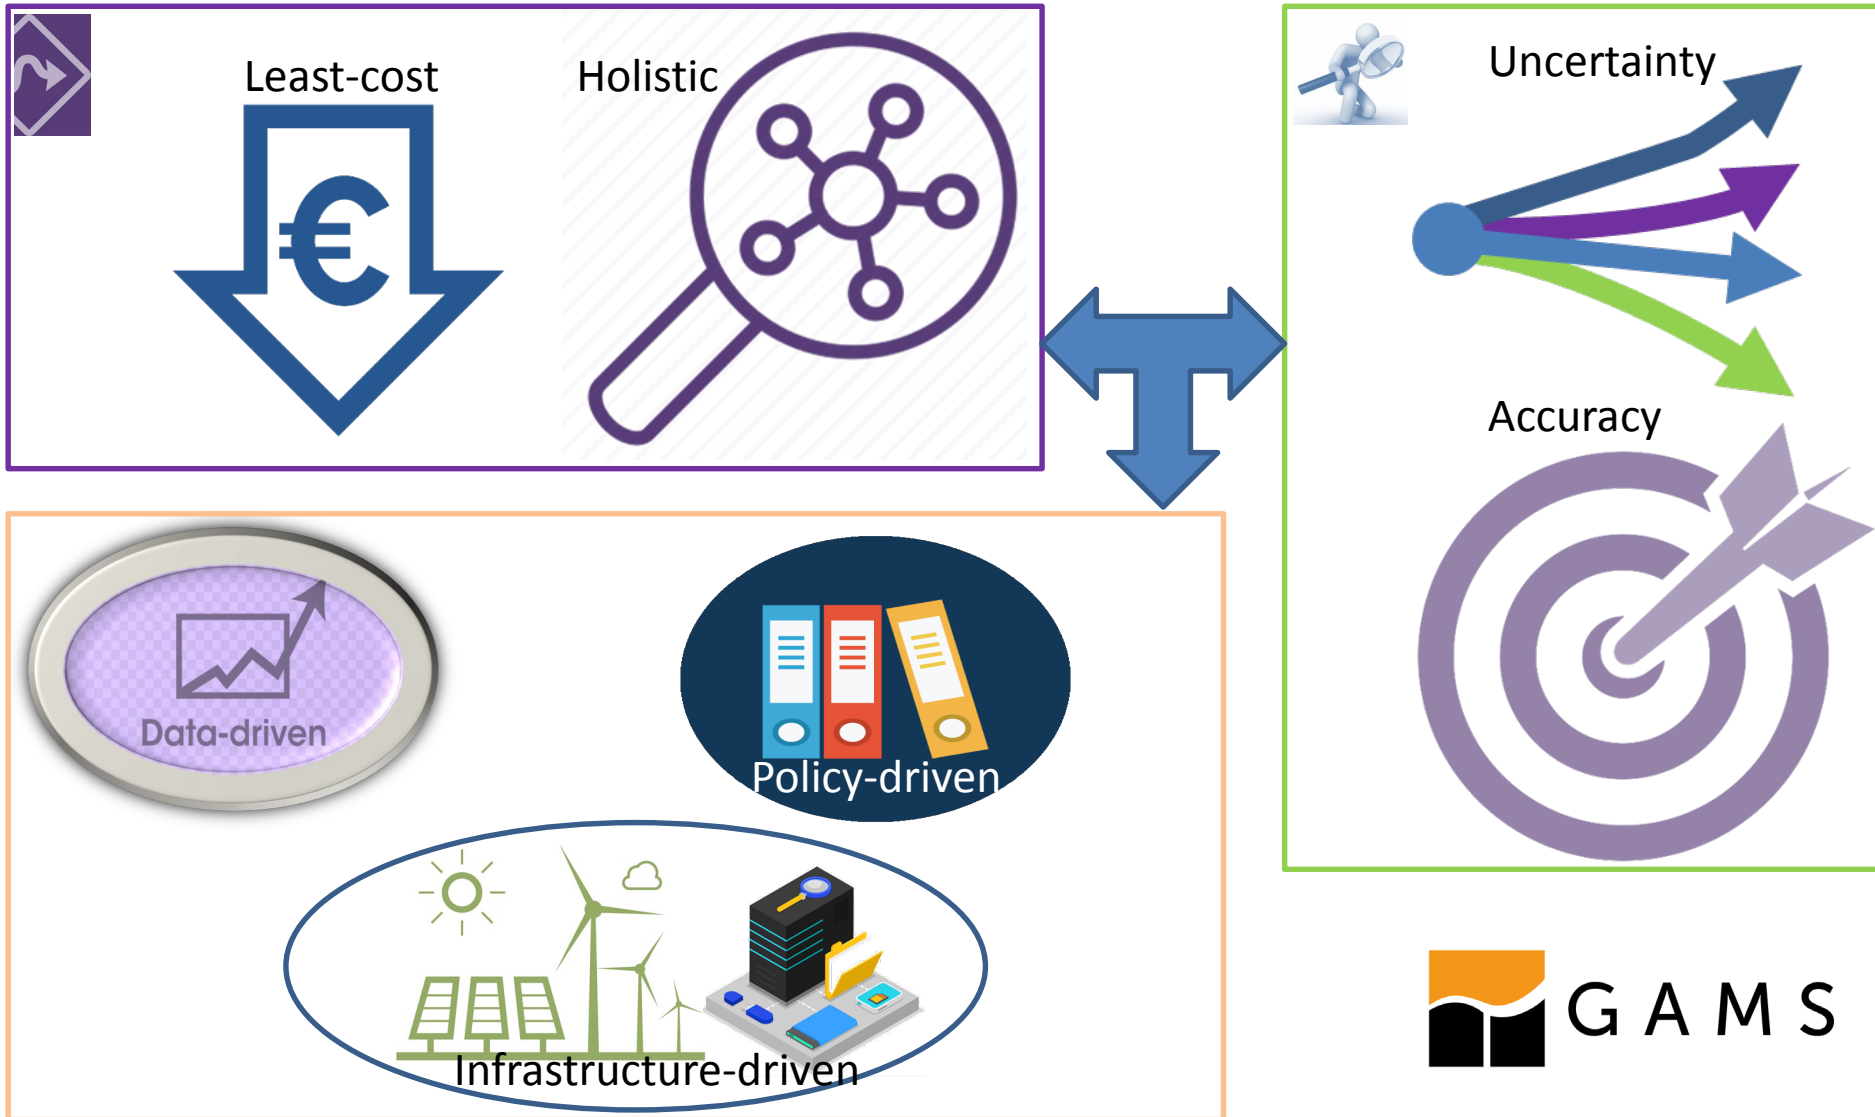 Least-cost
Holistic
€
Uncertainty
Accuracy
Data-driven
Policy-driven
Infrastructure-driven
GAMS